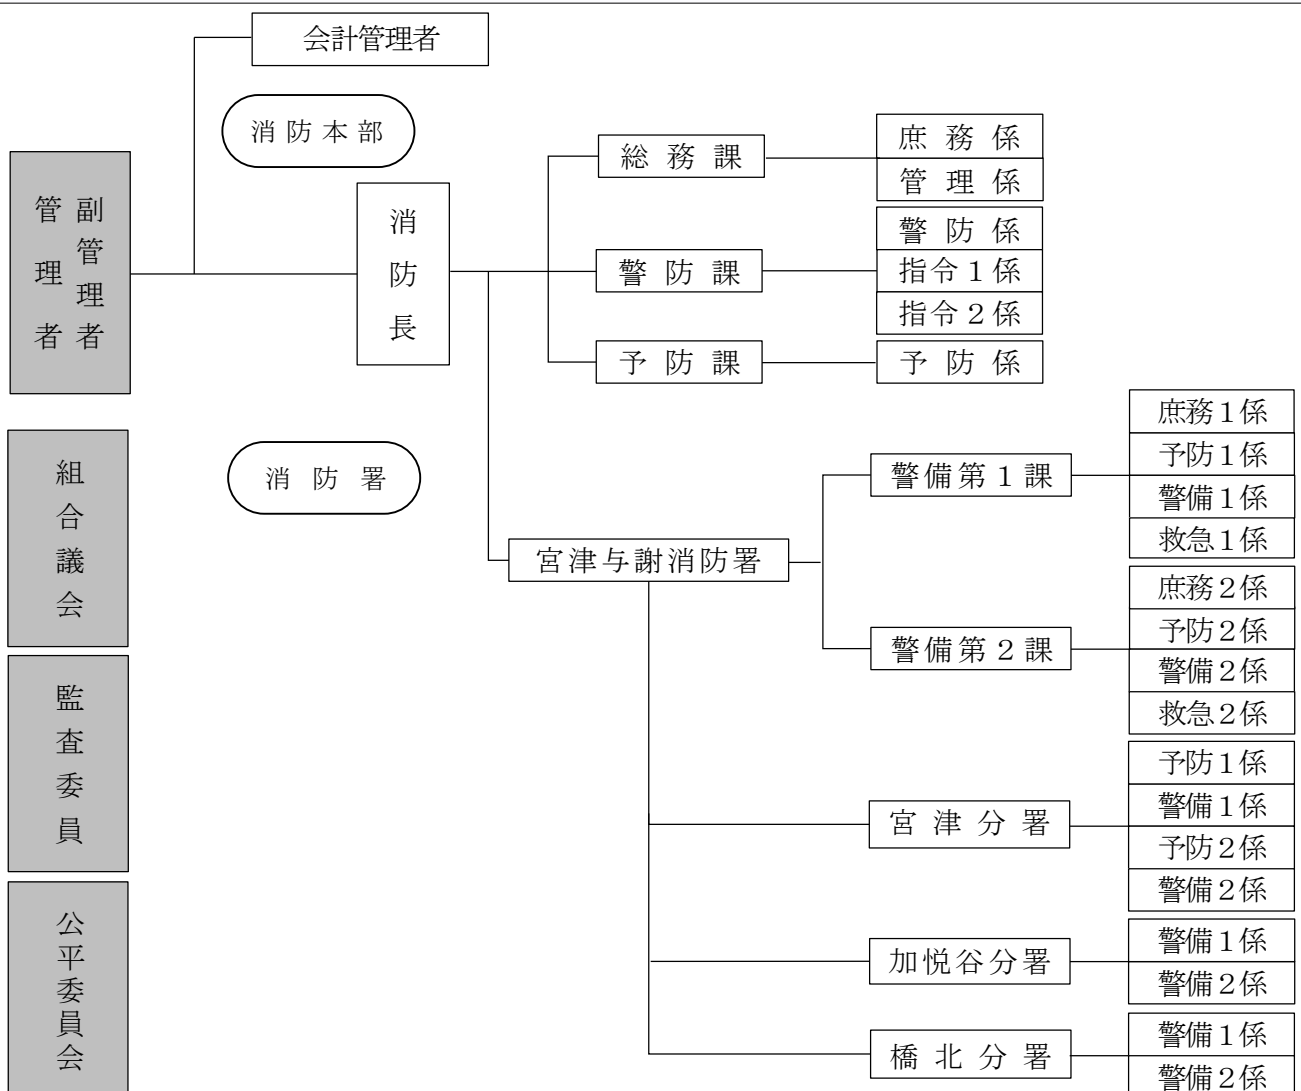 会計管理者
消防本部
管理者
副管理者
消防長
総務課
庶務係
管理係
警防課
警防係
指令1係
指令2係
予防課
予防係
組合議会
消防署
宮津与謝消防署
警備第1課
庶務1係
予防1係
警備1係
救急1係
警備第2課
庶務2係
予防2係
警備2係
救急2係
監査委員
宮津分署
予防1係
警備1係
予防2係
警備2係
公平委員会
加悦谷分署
警備1係
警備2係
橋北分署
警備1係
警備2係